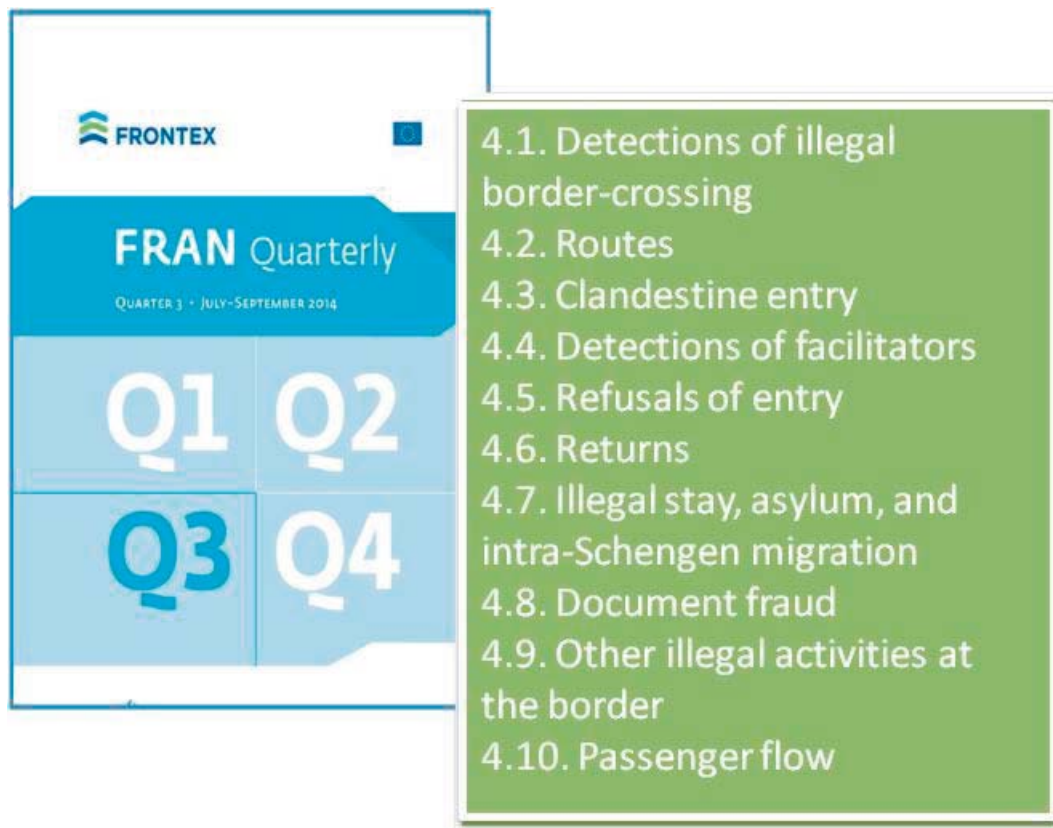 FRONTEX
FRAN Quarterly
QUARTER 3 • JULY–SEPTEMBER 2014
Q1 Q2
Q3 Q4
4.1. Detections of illegal
border-crossing
4.2. Routes
4.3. Clandestine entry
4.4. Detections of facilitators
4.5. Refusals of entry
4.6. Returns
4.7. Illegal stay, asylum, and
intra-Schengen migration
4.8. Document fraud
4.9. Other illegal activities at
the border
4.10. Passenger flow